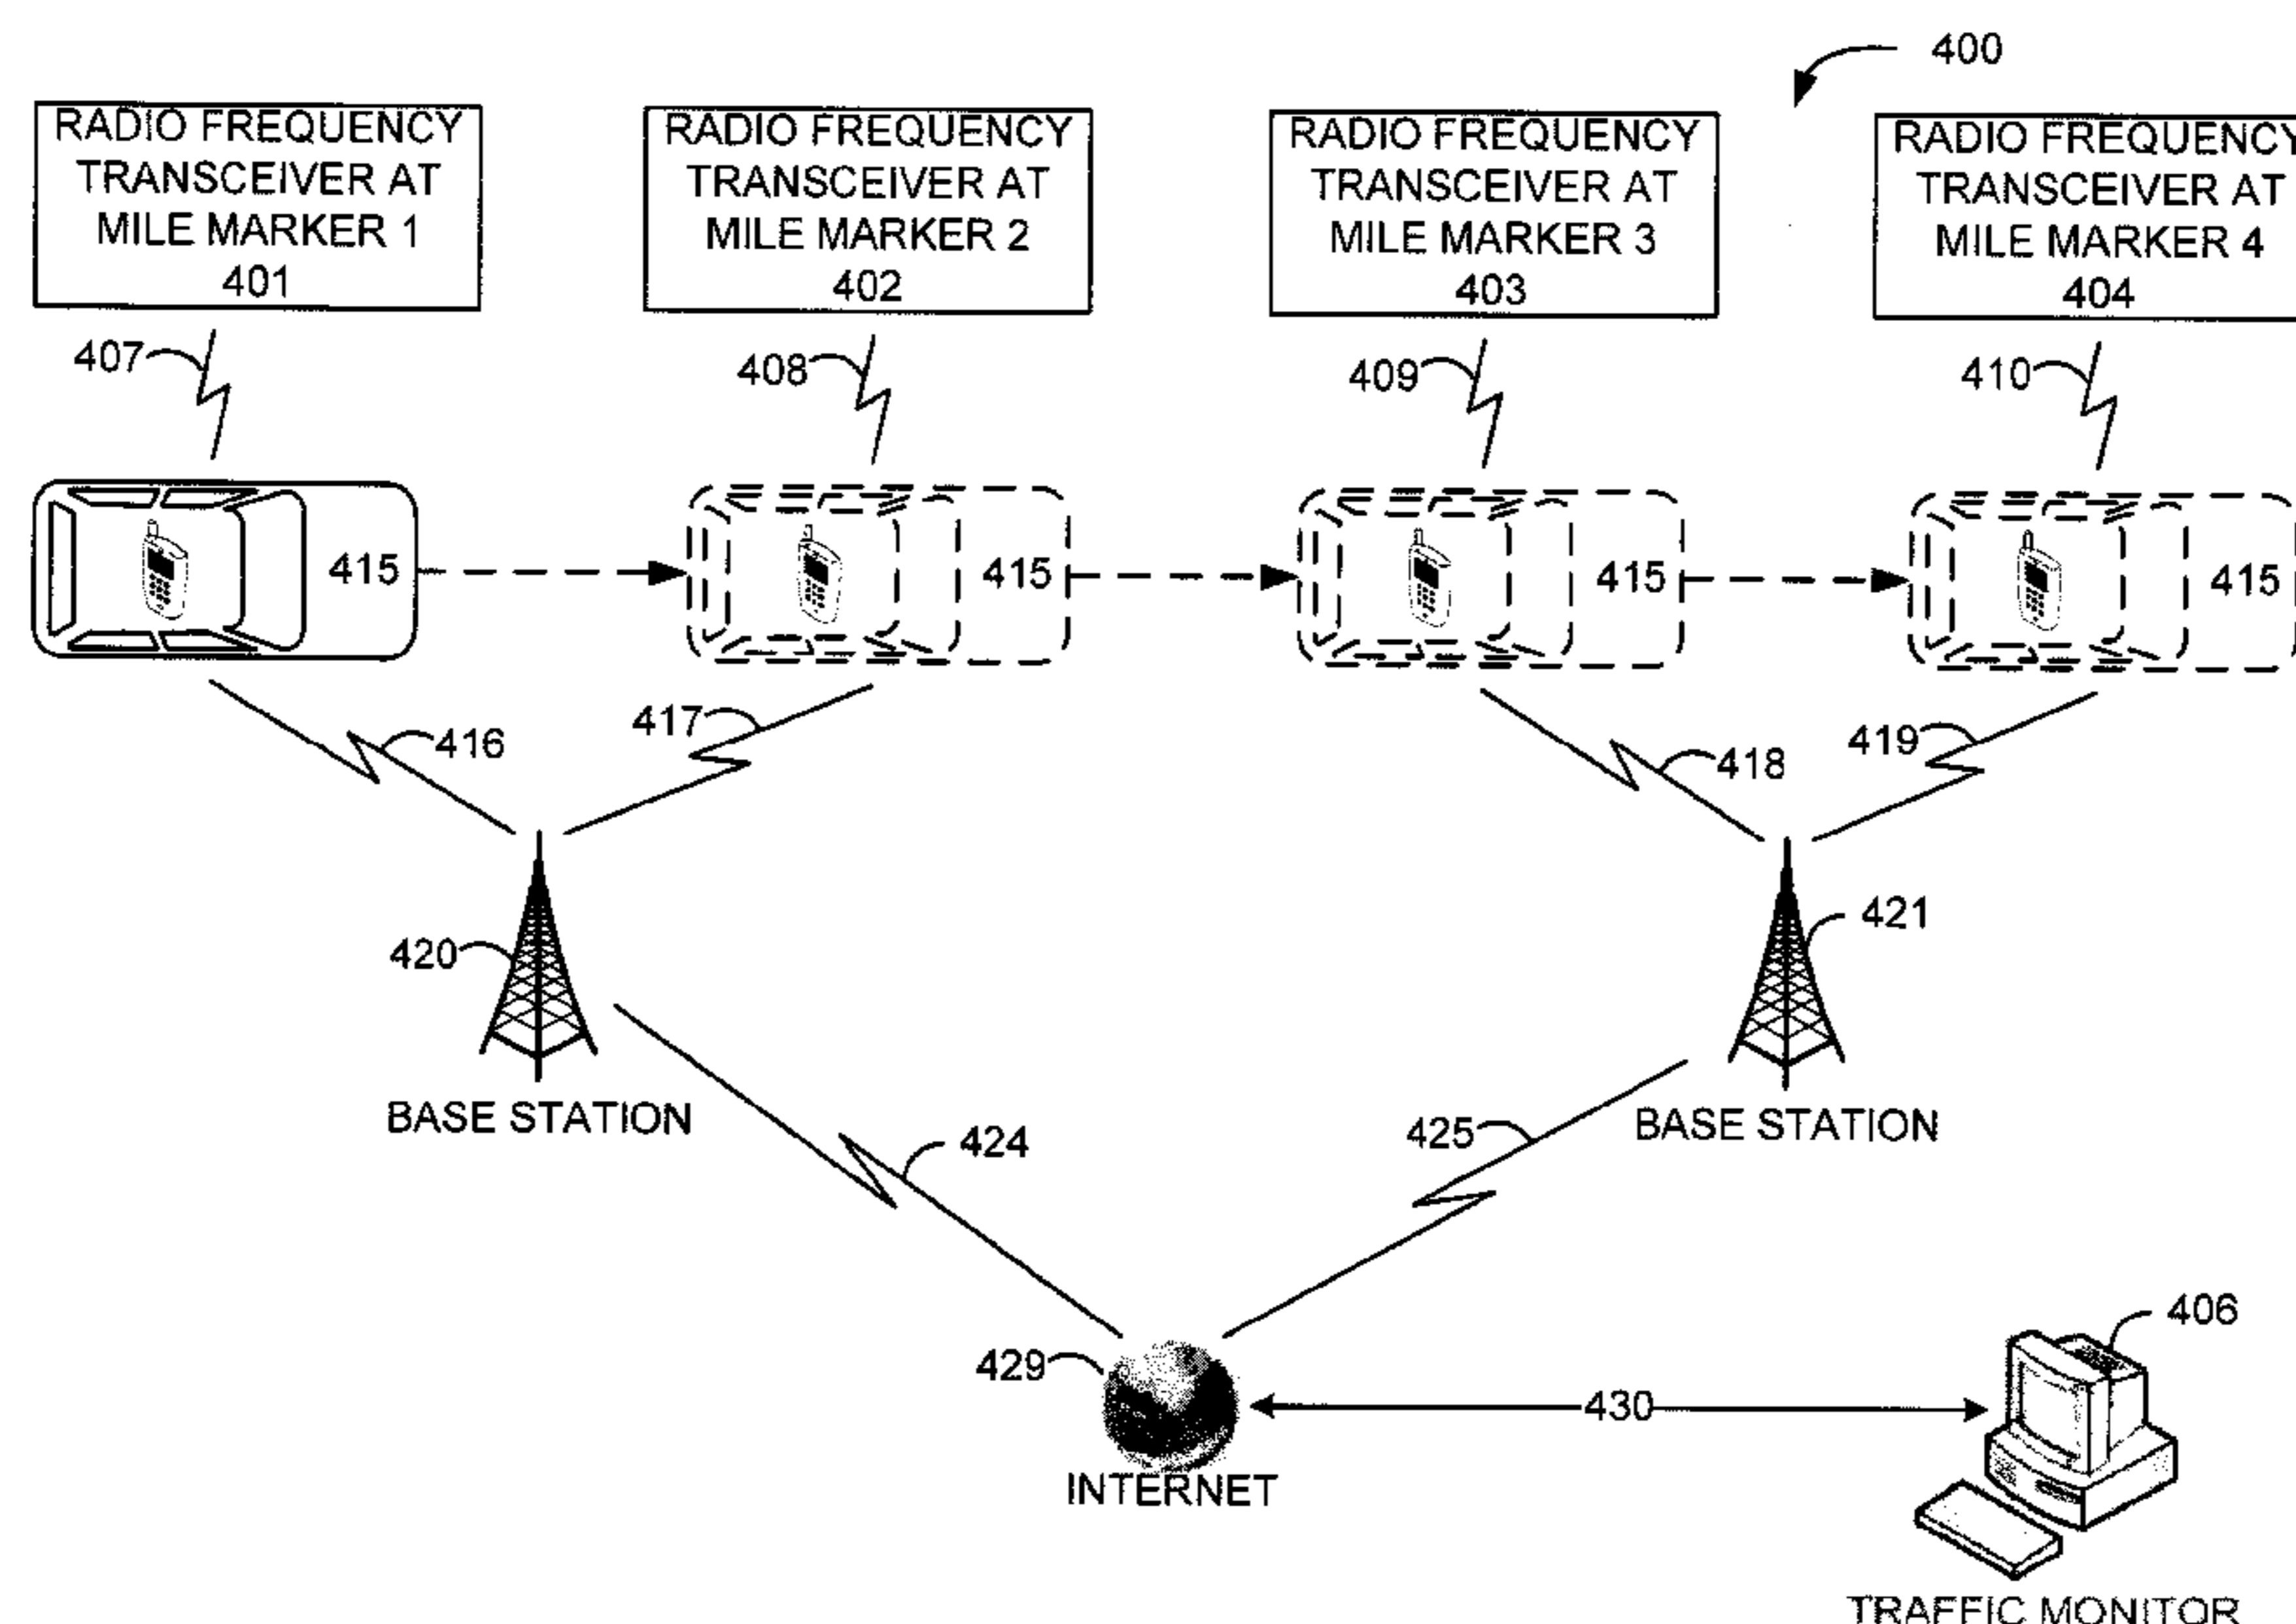 400
RADIO FREQUENCY
TRANSCEIVER AT
MILE MARKER 1
401
RADIO FREQUENCY
TRANSCEIVER AT
MILE MARKER 2
402
RADIO FREQUENCY
TRANSCEIVER AT
MILE MARKER 3
403
RADIO FREQUENCY
TRANSCEIVER AT
MILE MARKER 4
404
407
408
409
410
415
415
415
415
416
417
418
419
420
421
BASE STATION
BASE STATION
424
425
429
INTERNET
430
406
TRAFFIC MONITOR